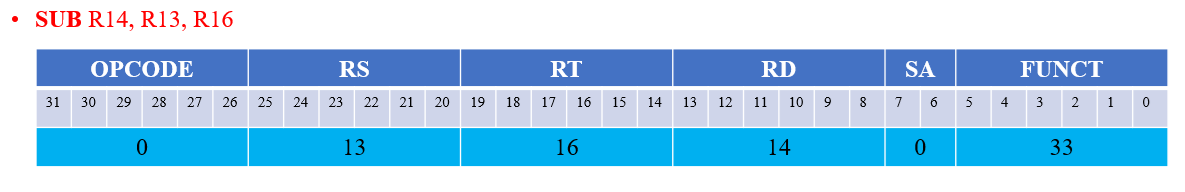 • SUB R14, R13, R16
OPCODE RS RT RD SA FUNCT
31 30 29 28 27 26 25 24 23 22 21 20 19 18 17 16 15 14 13 12 11 10 9 8 7 6 5 4 3 2 1 0
0 13 16 14 0 33